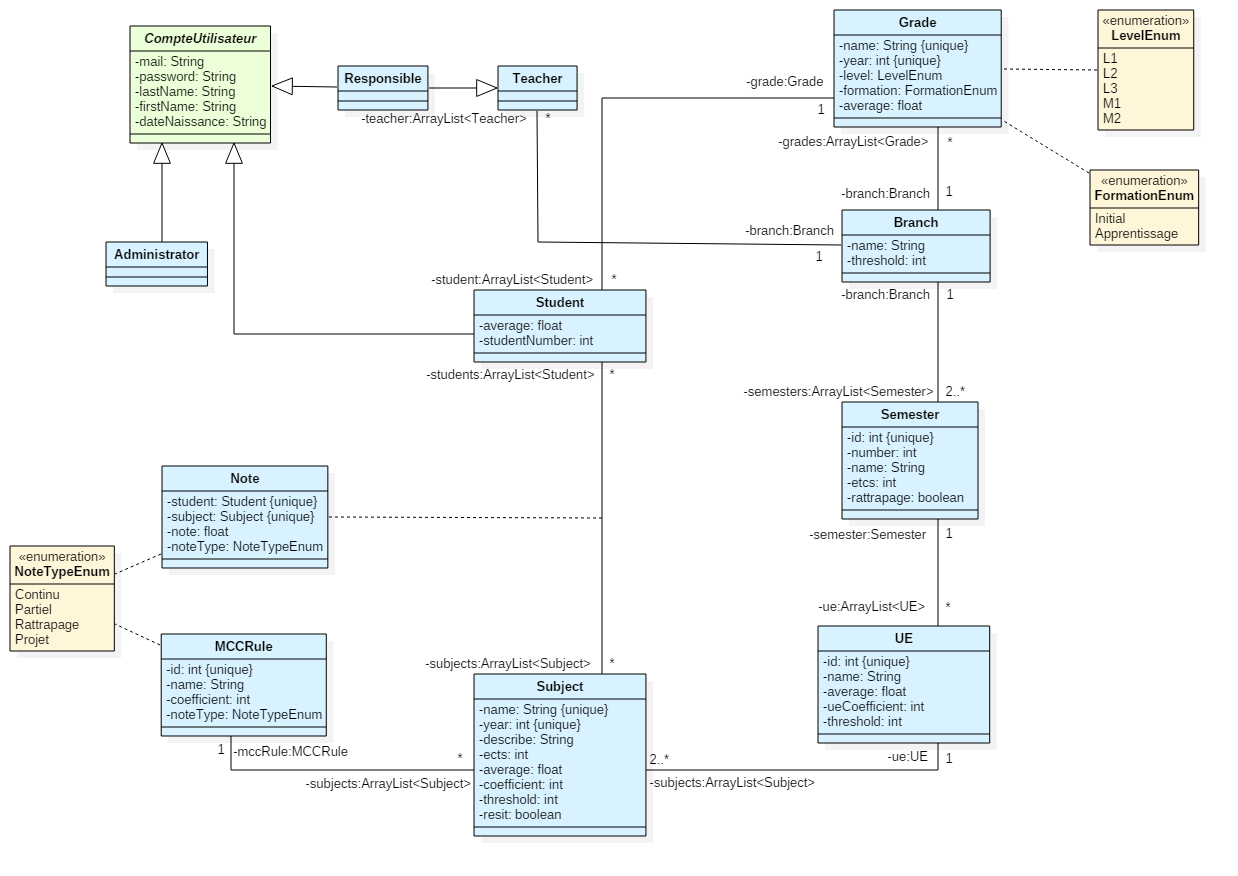 CompteUtilisateur
-mail: String
-password: String
-lastName: String
-firstName: String
-dateNaissance: String
Responsible
Teacher
-teacher:ArrayList<Teacher>
*
Grade
-name: String {unique}
-year: int {unique}
-level: LevelEnum
-formation: FormationEnum
-average: float
-grade:Grade
1
«enumeration»
LevelEnum
L1
L2
L3
M1
M2
-grades:ArrayList<Grade>
*
-branch:Branch
1
«enumeration»
FormationEnum
Initial
Apprentissage
Administrator
-branch:Branch
1
Branch
-name: String
-threshold: int
-branch:Branch
1
-student:ArrayList<Student>
*
Student
-average: float
-studentNumber: int
-students:ArrayList<Student>
*
-semesters:ArrayList<Semester>
2..*
Semester
-id: int {unique}
-number: int
-name: String
-etcs: int
-rattrapage: boolean
-semester:Semester
1
Note
-student: Student {unique}
-subject: Subject {unique}
-note: float
-noteType: NoteTypeEnum
«enumeration»
NoteTypeEnum
Continu
Partiel
Rattrapage
Projet
-ue:ArrayList<UE>
*
UE
-id: int {unique}
-name: String
-average: float
-ueCoefficient: int
-threshold: int
MCCRule
-id: int {unique}
-name: String
-coefficient: int
-noteType: NoteTypeEnum
1
-mccRule:MCCRule
-subjects:ArrayList<Subject>
*
Subject
-name: String {unique}
-year: int {unique}
-describe: String
-ects: int
-average: float
-coefficient: int
-threshold: int
-resit: boolean
*
-subjects:ArrayList<Subject>
2..*
-subjects:ArrayList<Subject>
-ue:UE
1